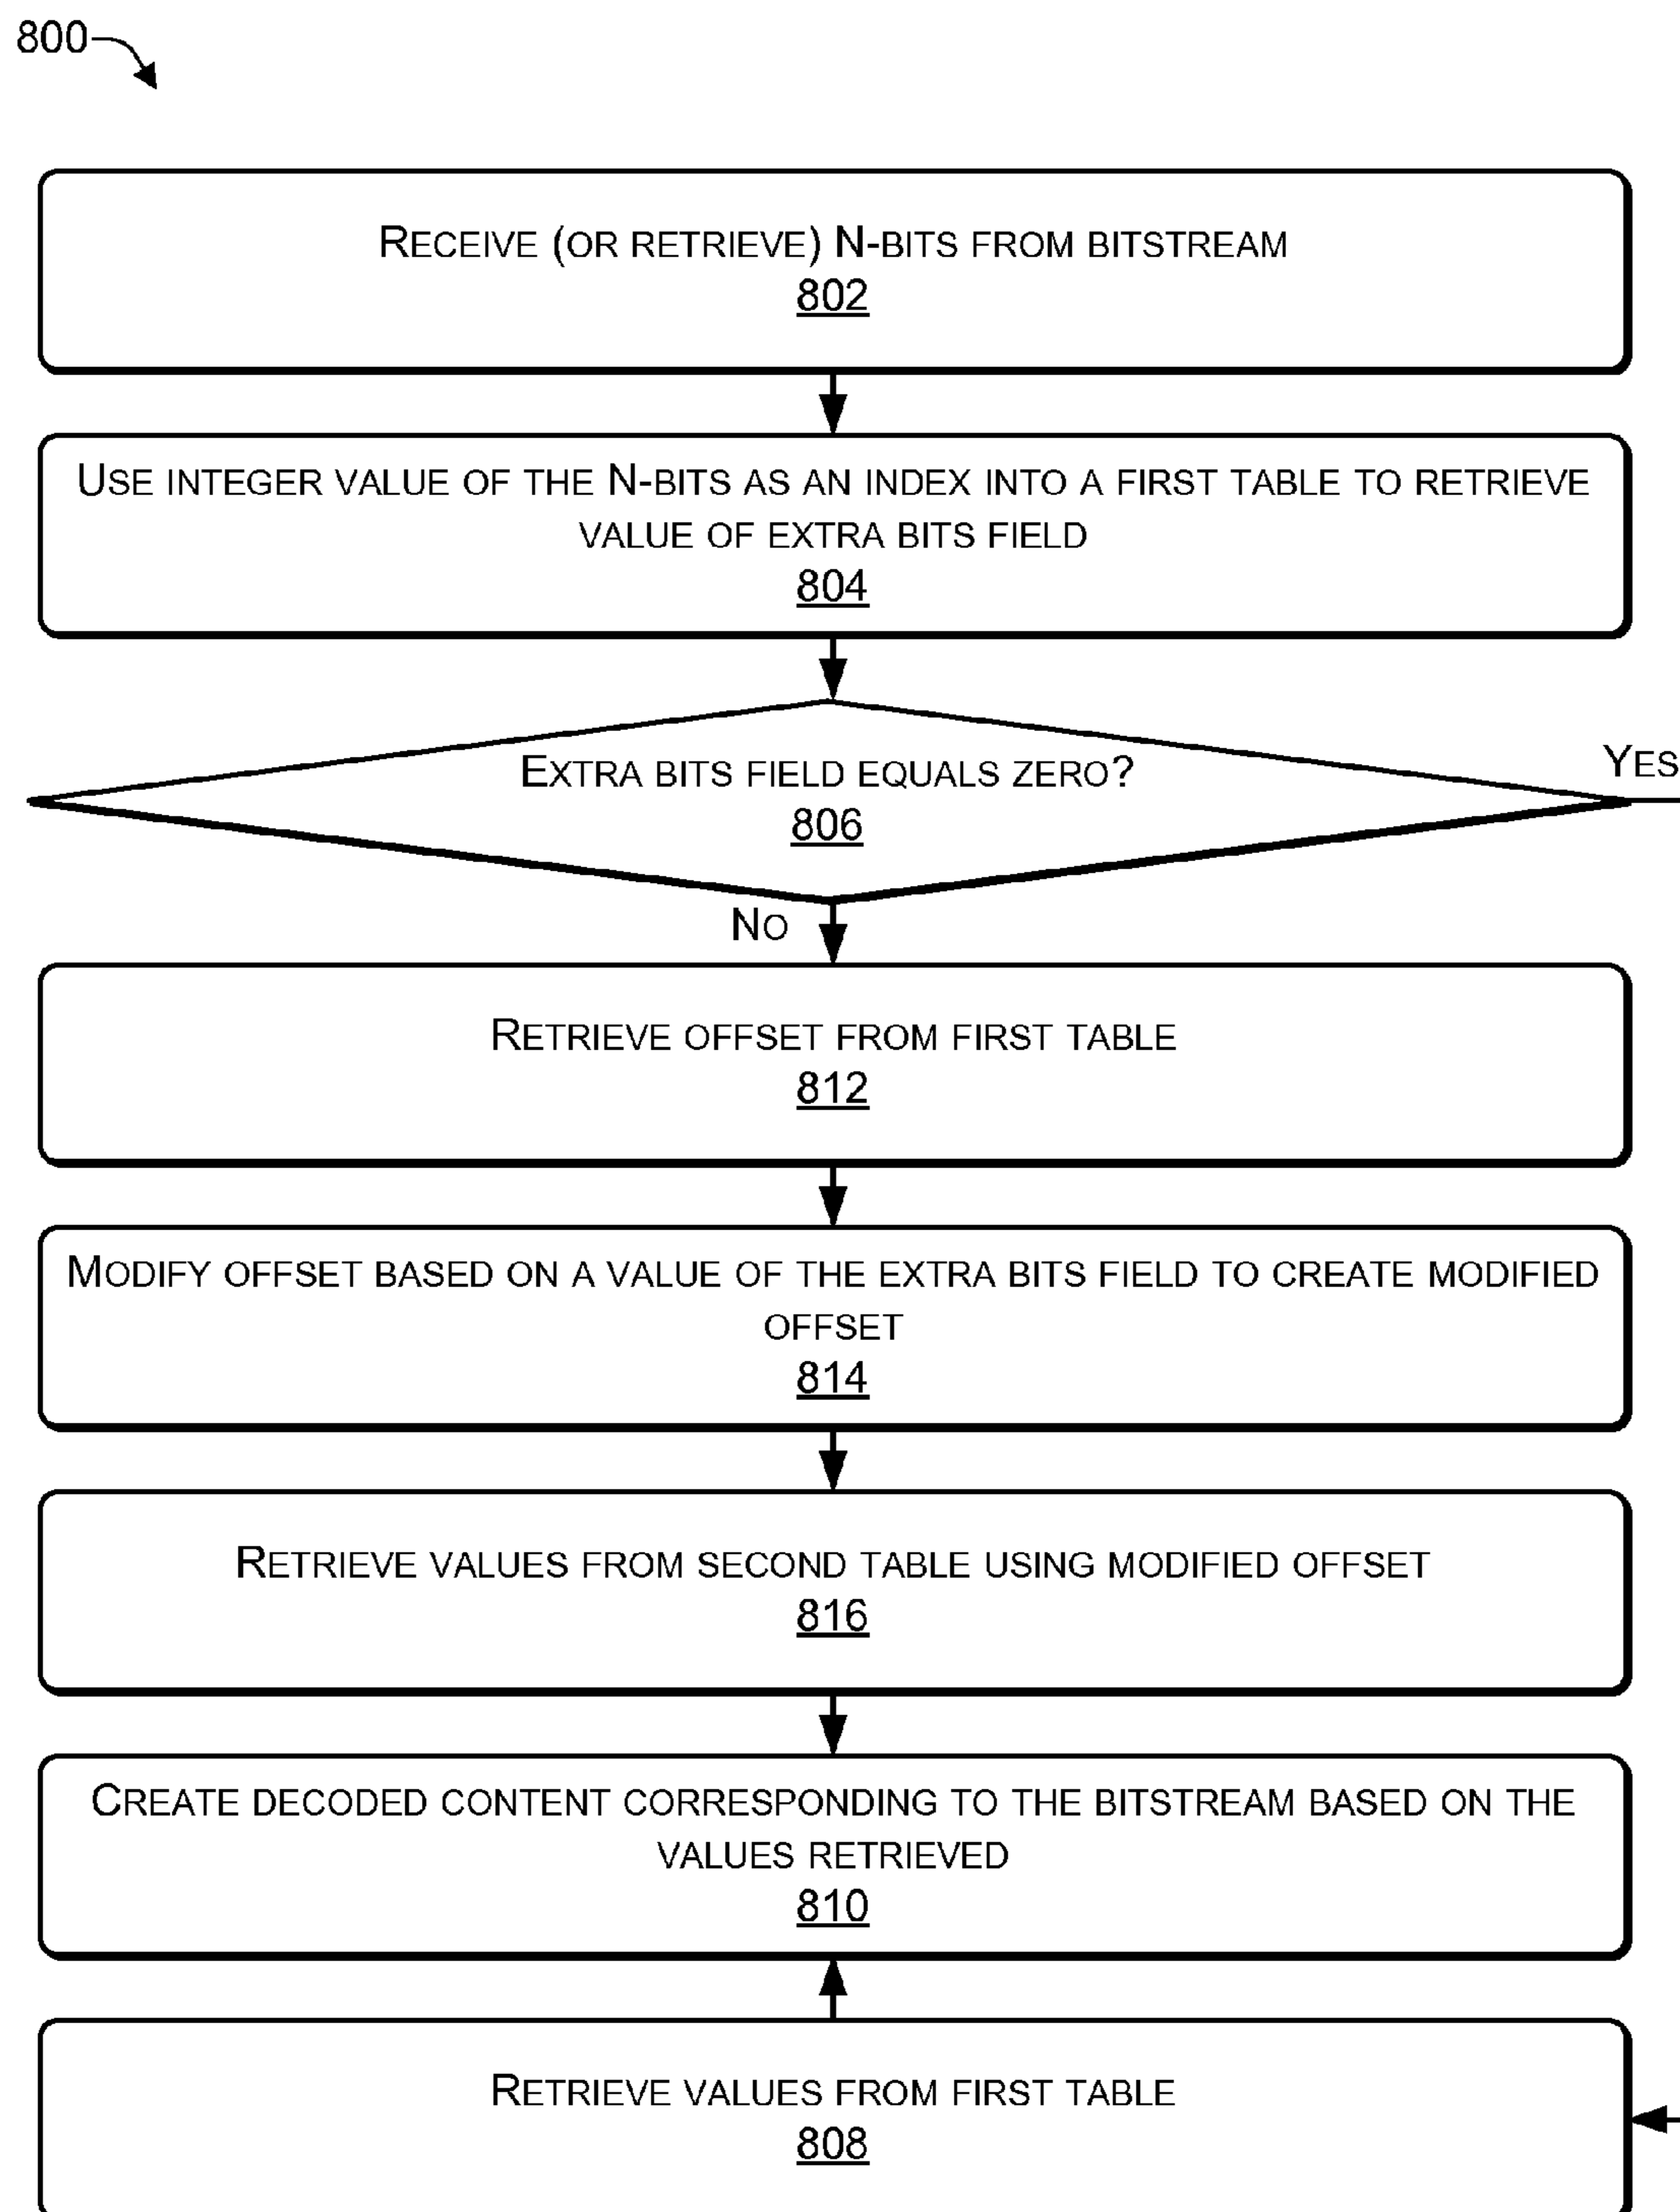 800
Receive (or retrieve) N-bits from bitstream
802
Use integer value of the N-bits as an index into a first table to retrieve
value of extra bits field
804
Extra bits field equals zero?
806
Yes
No
Retrieve offset from first table
812
Modify offset based on a value of the extra bits field to create modified
offset
814
Retrieve values from second table using modified offset
816
Create decoded content corresponding to the bitstream based on the
values retrieved
810
Retrieve values from first table
808